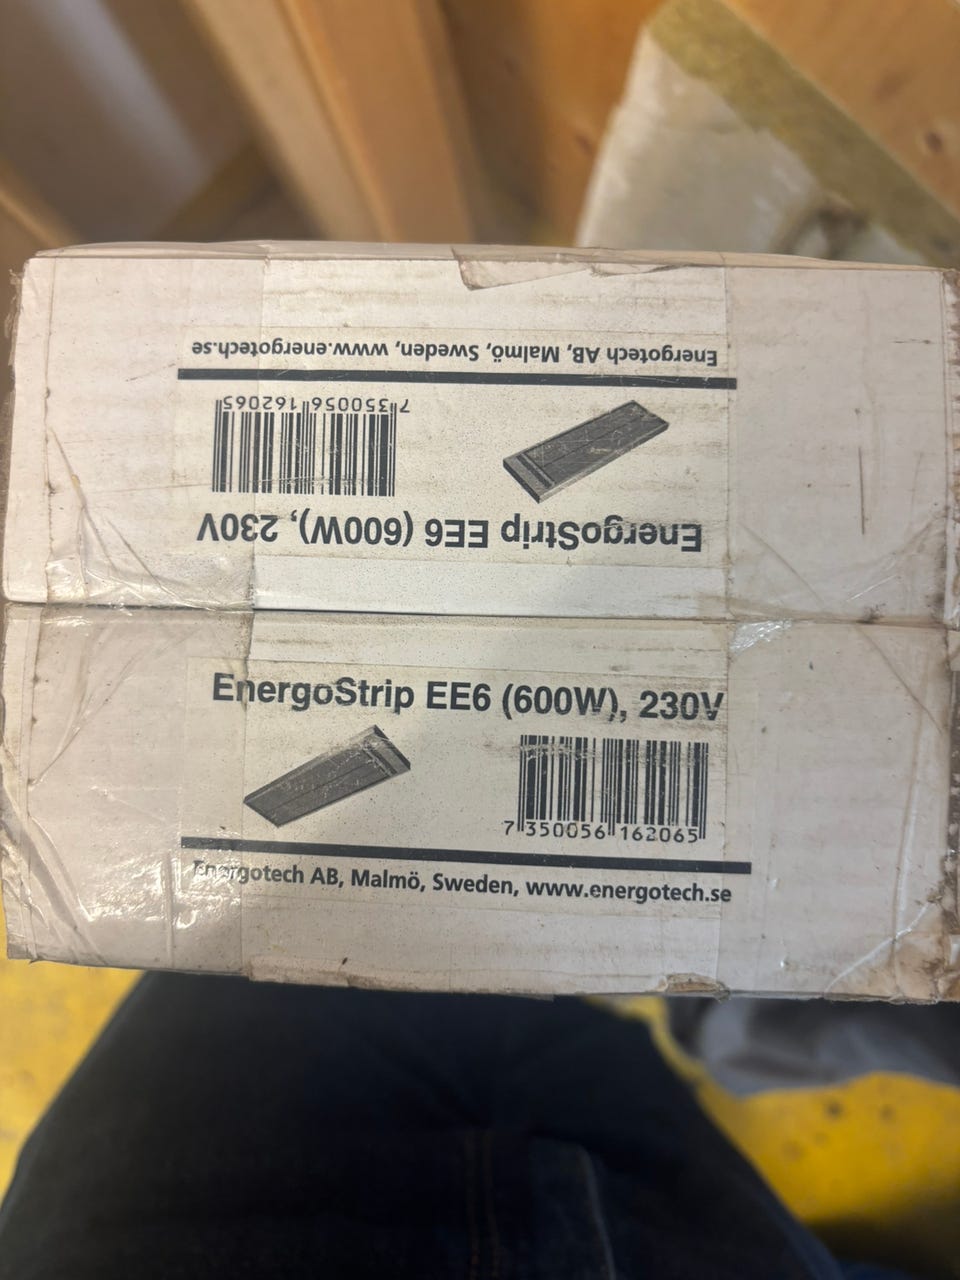 Energotech AB, Malmö, Sweden, www.energotech.se
7 350056 162065
EnergoStrip EE6 (600W), 230V
EnergoStrip EE6 (600W), 230V
7 350056 162065
Energotech AB, Malmö, Sweden, www.energotech.se